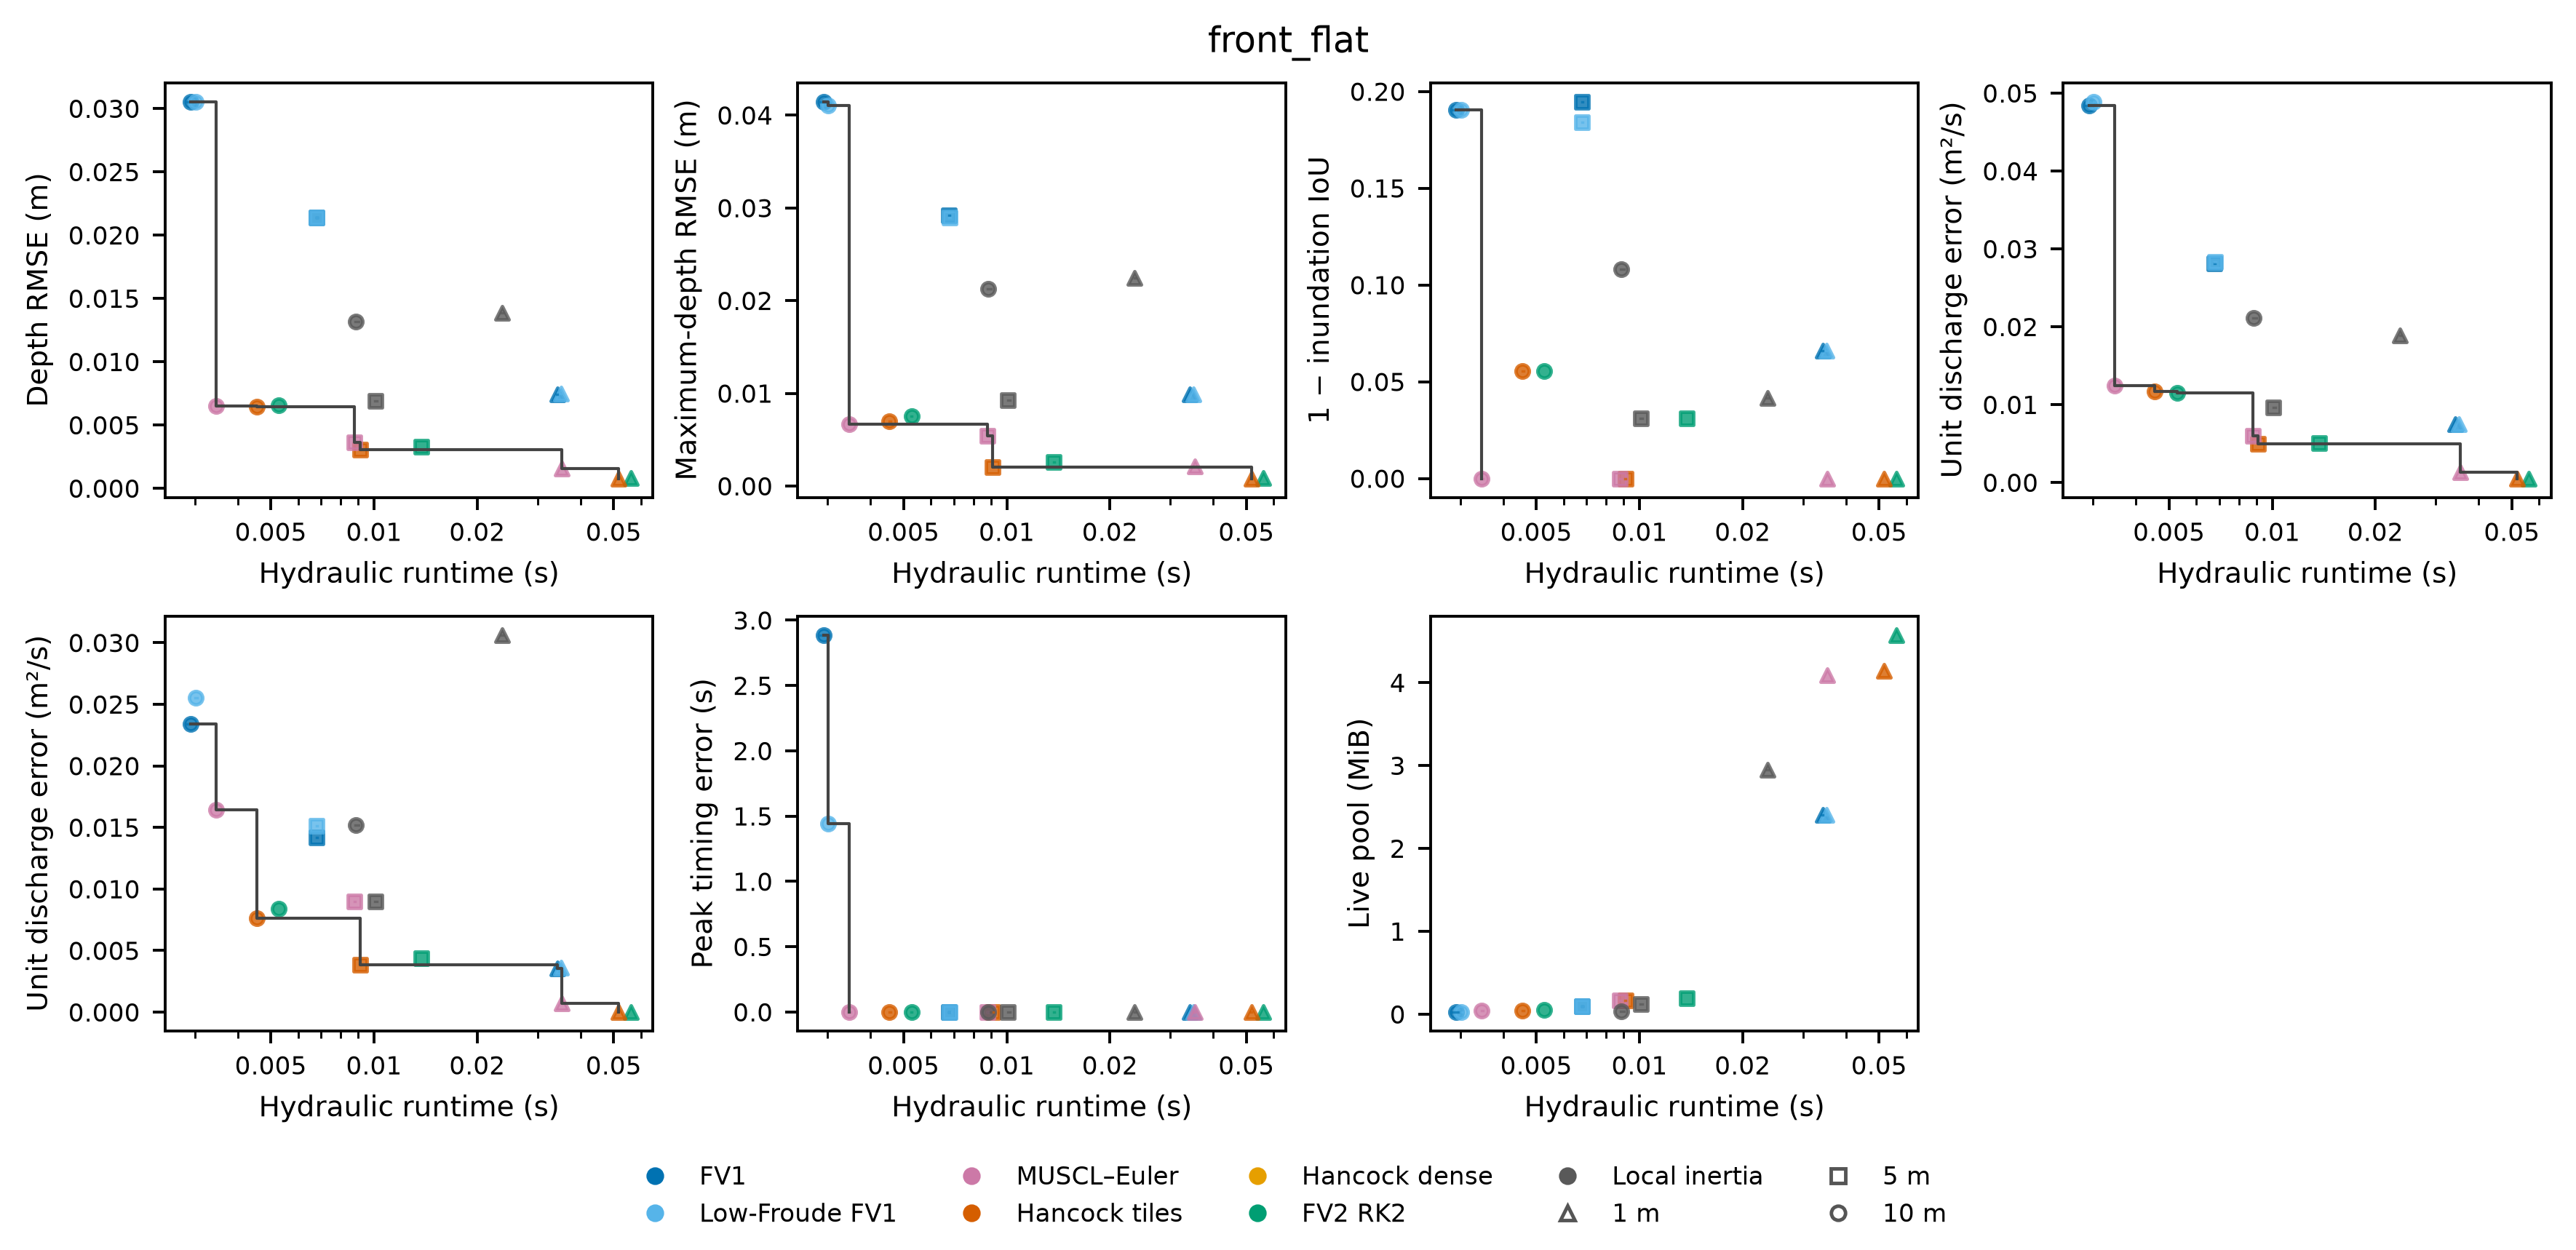 front_flat
Depth RMSE (m)
0.030
0.025
0.020
0.015
0.010
0.005
0.000
0.005 0.01 0.02 0.05
Hydraulic runtime (s)
Maximum-depth RMSE (m)
0.04
0.03
0.02
0.01
0.00
0.005 0.01 0.02 0.05
Hydraulic runtime (s)
1 − inundation IoU
0.20
0.15
0.10
0.05
0.00
0.005 0.01 0.02 0.05
Hydraulic runtime (s)
Unit discharge error (m²/s)
0.05
0.04
0.03
0.02
0.01
0.00
0.005 0.01 0.02 0.05
Hydraulic runtime (s)
Unit discharge error (m²/s)
0.030
0.025
0.020
0.015
0.010
0.005
0.000
0.005 0.01 0.02 0.05
Hydraulic runtime (s)
Peak timing error (s)
3.0
2.5
2.0
1.5
1.0
0.5
0.0
0.005 0.01 0.02 0.05
Hydraulic runtime (s)
Live pool (MiB)
4
3
2
1
0
0.005 0.01 0.02 0.05
Hydraulic runtime (s)
FV1 MUSCL–Euler Hancock dense Local inertia 5 m
Low-Froude FV1 Hancock tiles FV2 RK2 1 m 10 m